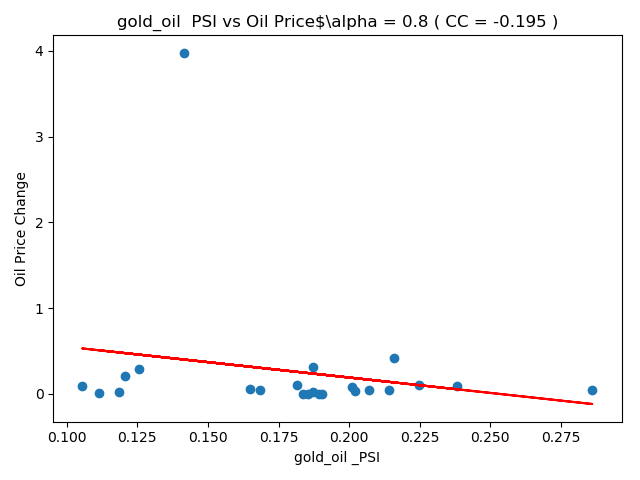 gold_oil  PSI vs Oil Price$\alpha = 0.8 ( CC = -0.195 )
4
3
2
1
0
Oil Price Change
0.100 0.125 0.150 0.175 0.200 0.225 0.250 0.275
gold_oil _PSI